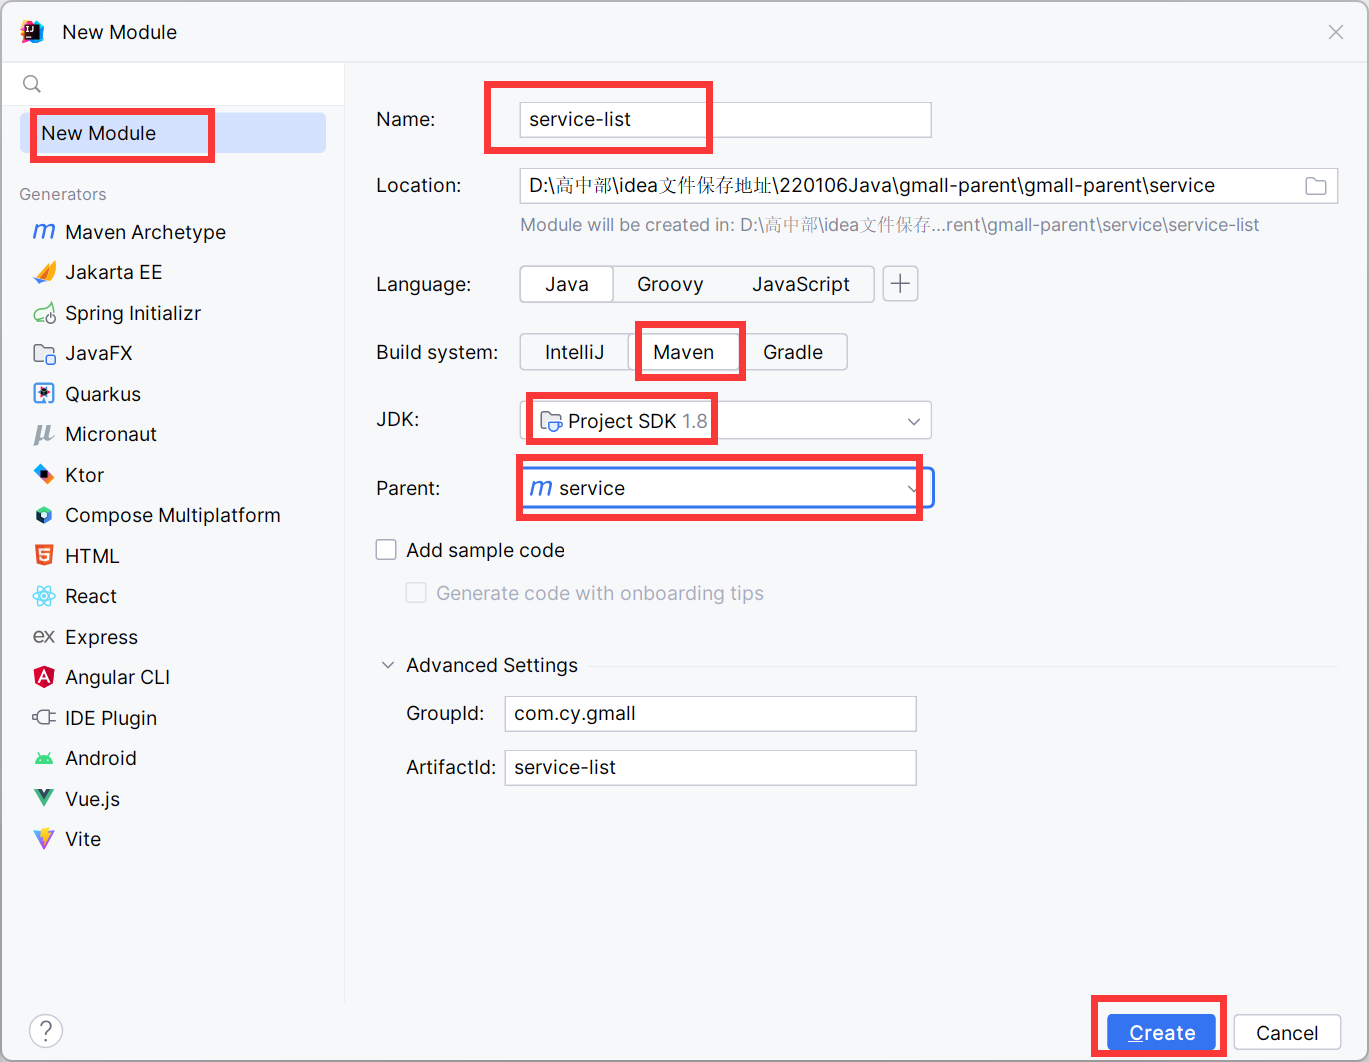 New Module
New Module
Generators
Maven Archetype
Jakarta EE
Spring Initializr
JavaFX
Quarkus
Micronaut
Ktor
Compose Multiplatform
HTML
React
Express
Angular CLI
IDE Plugin
Android
Vue.js
Vite
Name: service-list
Location: D:\高中部\idea文件保存地址\220106Java\gmall-parent\gmall-parent\service
Module will be created in: D:\高中部\idea文件保存...rent\gmall-parent\service\service-list
Language: Java Groovy JavaScript
Build system: IntelliJ Maven Gradle
JDK: Project SDK 1.8
Parent: service
Add sample code
Generate code with onboarding tips
Advanced Settings
GroupId: com.cy.gmall
ArtifactId: service-list
? Create Cancel